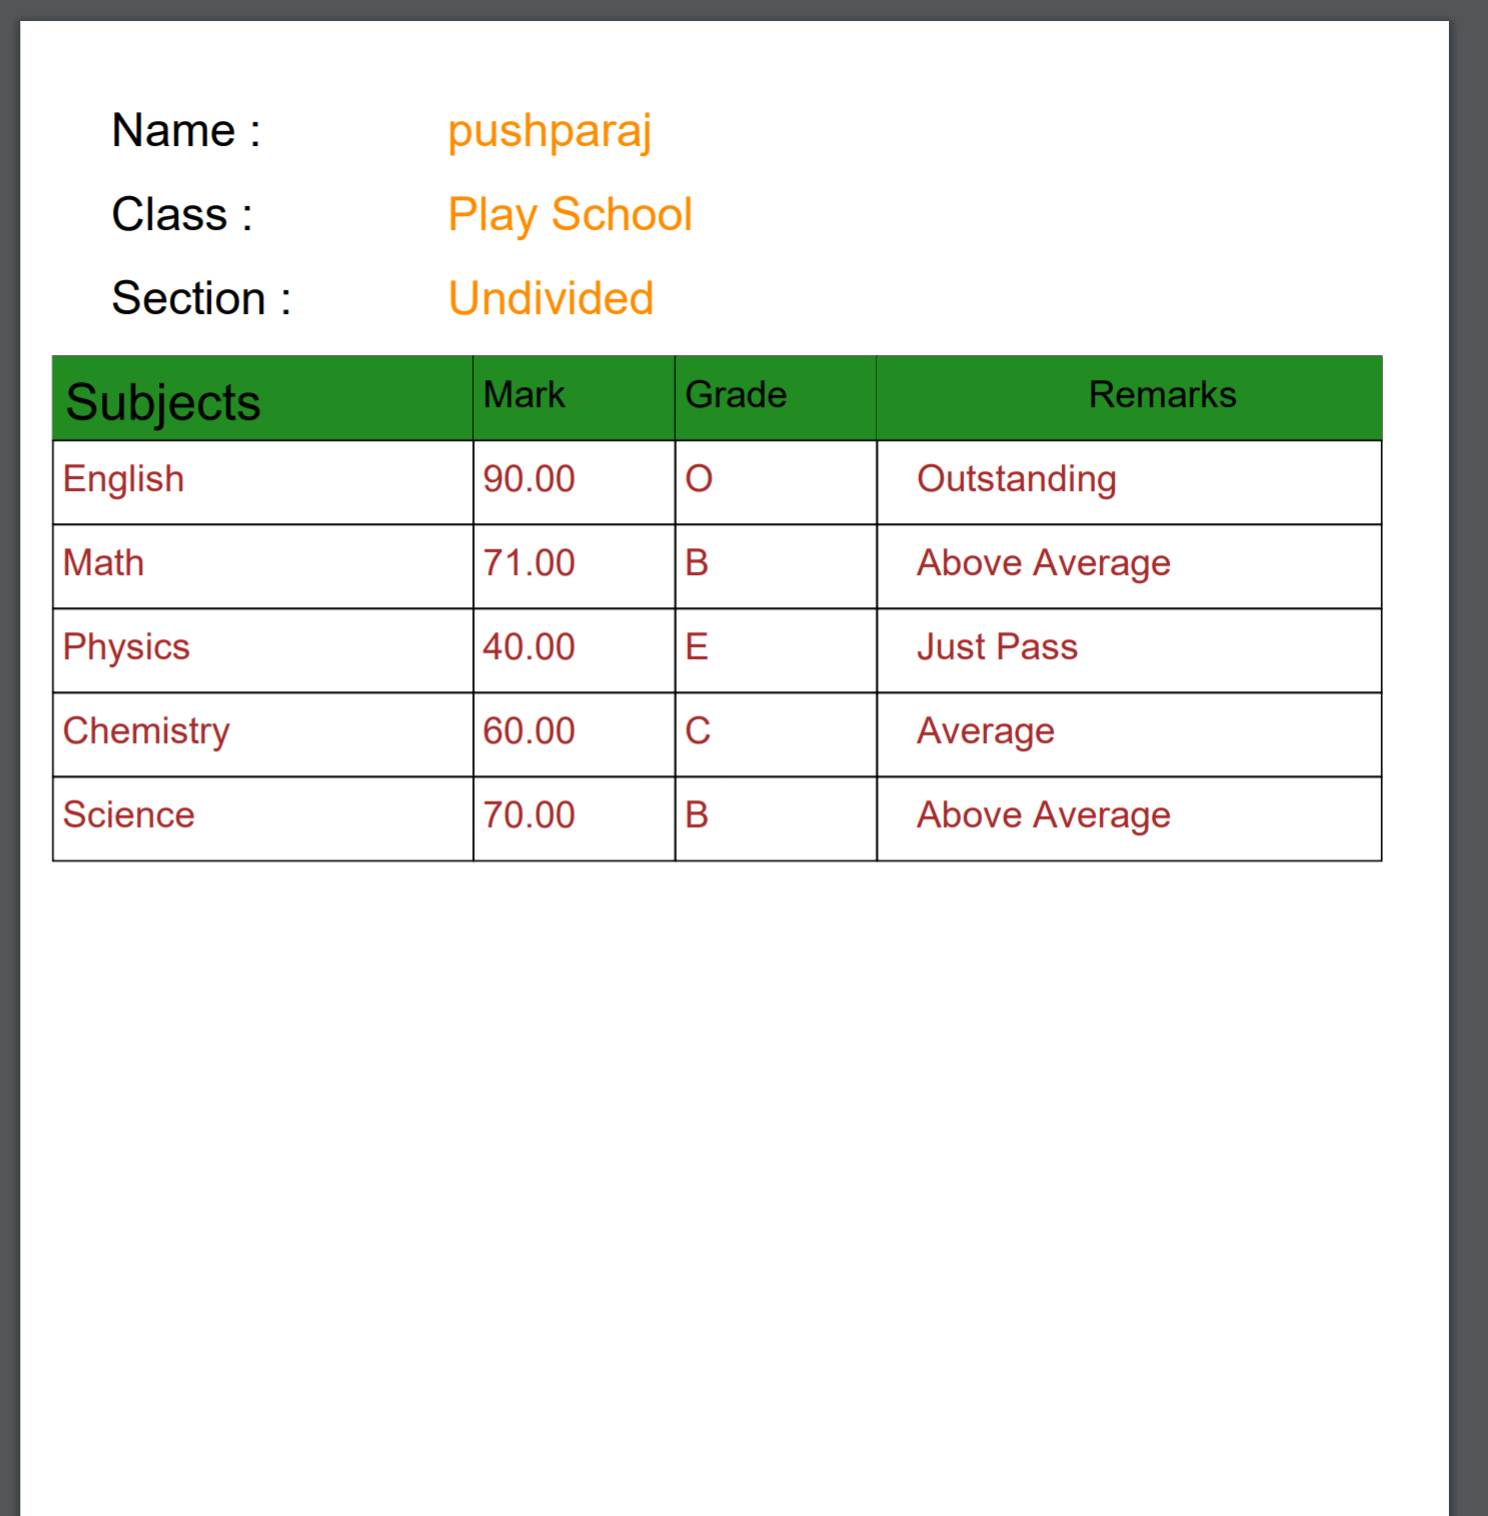 Name : pushparaj
Class : Play School
Section : Undivided
Subjects Mark Grade Remarks
English 90.00 O Outstanding
Math 71.00 B Above Average
Physics 40.00 E Just Pass
Chemistry 60.00 C Average
Science 70.00 B Above Average